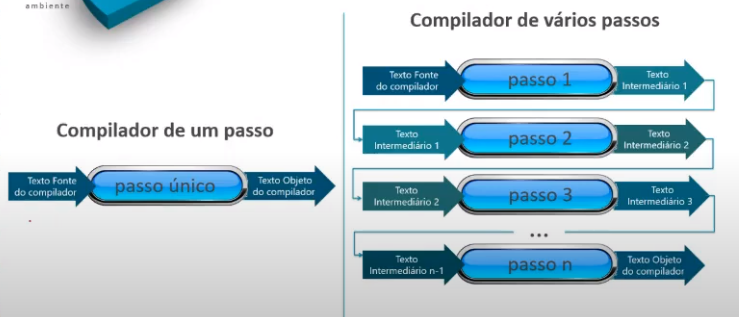 ambiente
Compilador de um passo
Texto Fonte
do compilador
passo único
Texto Objeto
do compilador
Compilador de vários passos
Texto Fonte
do compilador
passo 1
Texto
Intermediário 1
Texto
Intermediário 1
passo 2
Texto
Intermediário 2
Texto
Intermediário 2
passo 3
Texto
Intermediário 3
...
Texto
Intermediário n-1
passo n
Texto Objeto
do compilador